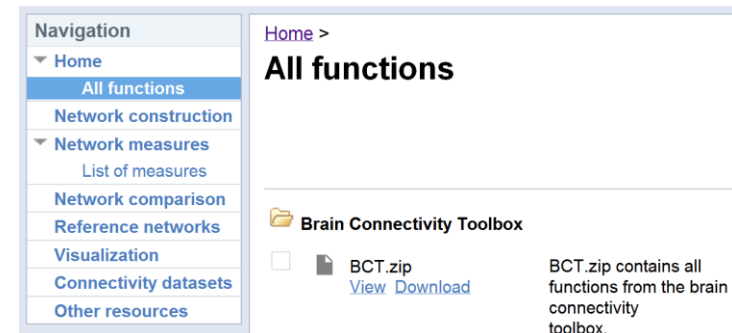 Navigation
Home
All functions
Network construction
Network measures
List of measures
Network comparison
Reference networks
Visualization
Connectivity datasets
Other resources
Home >
All functions
Brain Connectivity Toolbox
BCT.zip
View Download
BCT.zip contains all
functions from the brain
connectivity
toolbox.